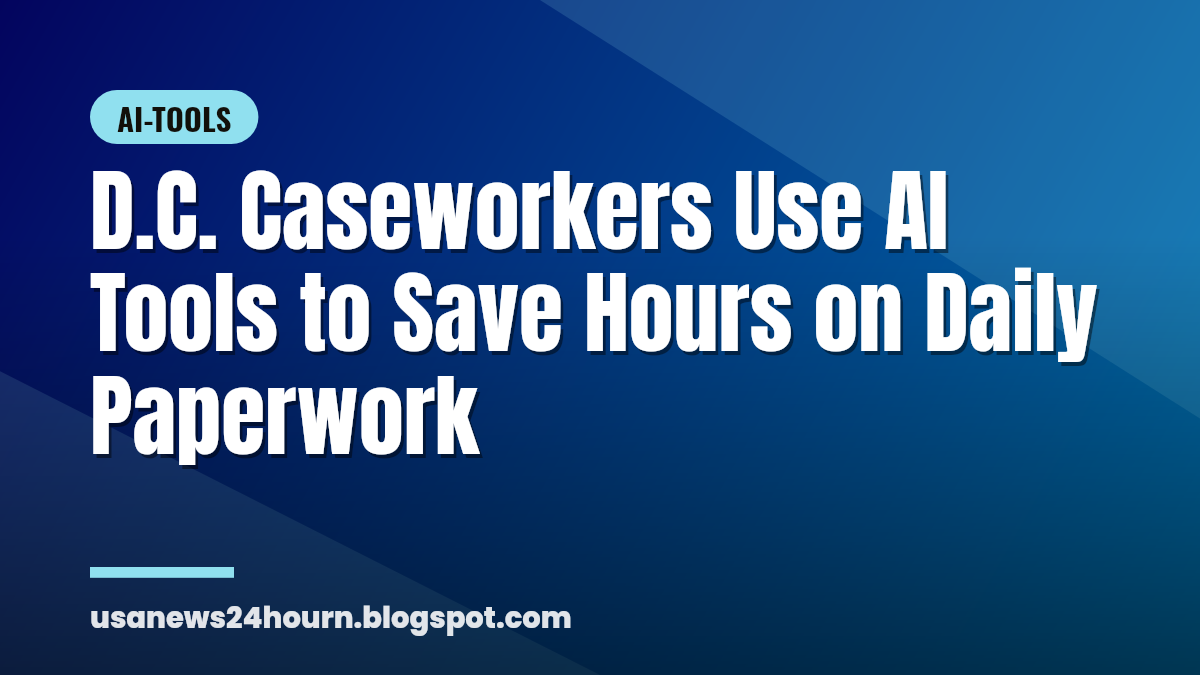 AI-TOOLS
D.C. Caseworkers Use AI
Tools to Save Hours on Daily
Paperwork
usanews24hourn.blogspot.com